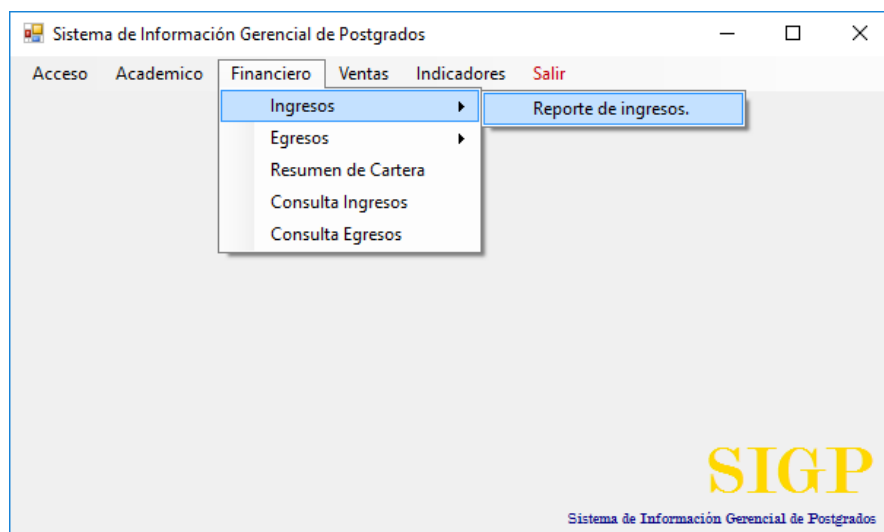 Sistema de Información Gerencial de Postgrados
Acceso Academico Financiero Ventas Indicadores Salir
Ingresos Reporte de ingresos.
Egresos
Resumen de Cartera
Consulta Ingresos
Consulta Egresos
SIGP
Sistema de Información Gerencial de Postgrados